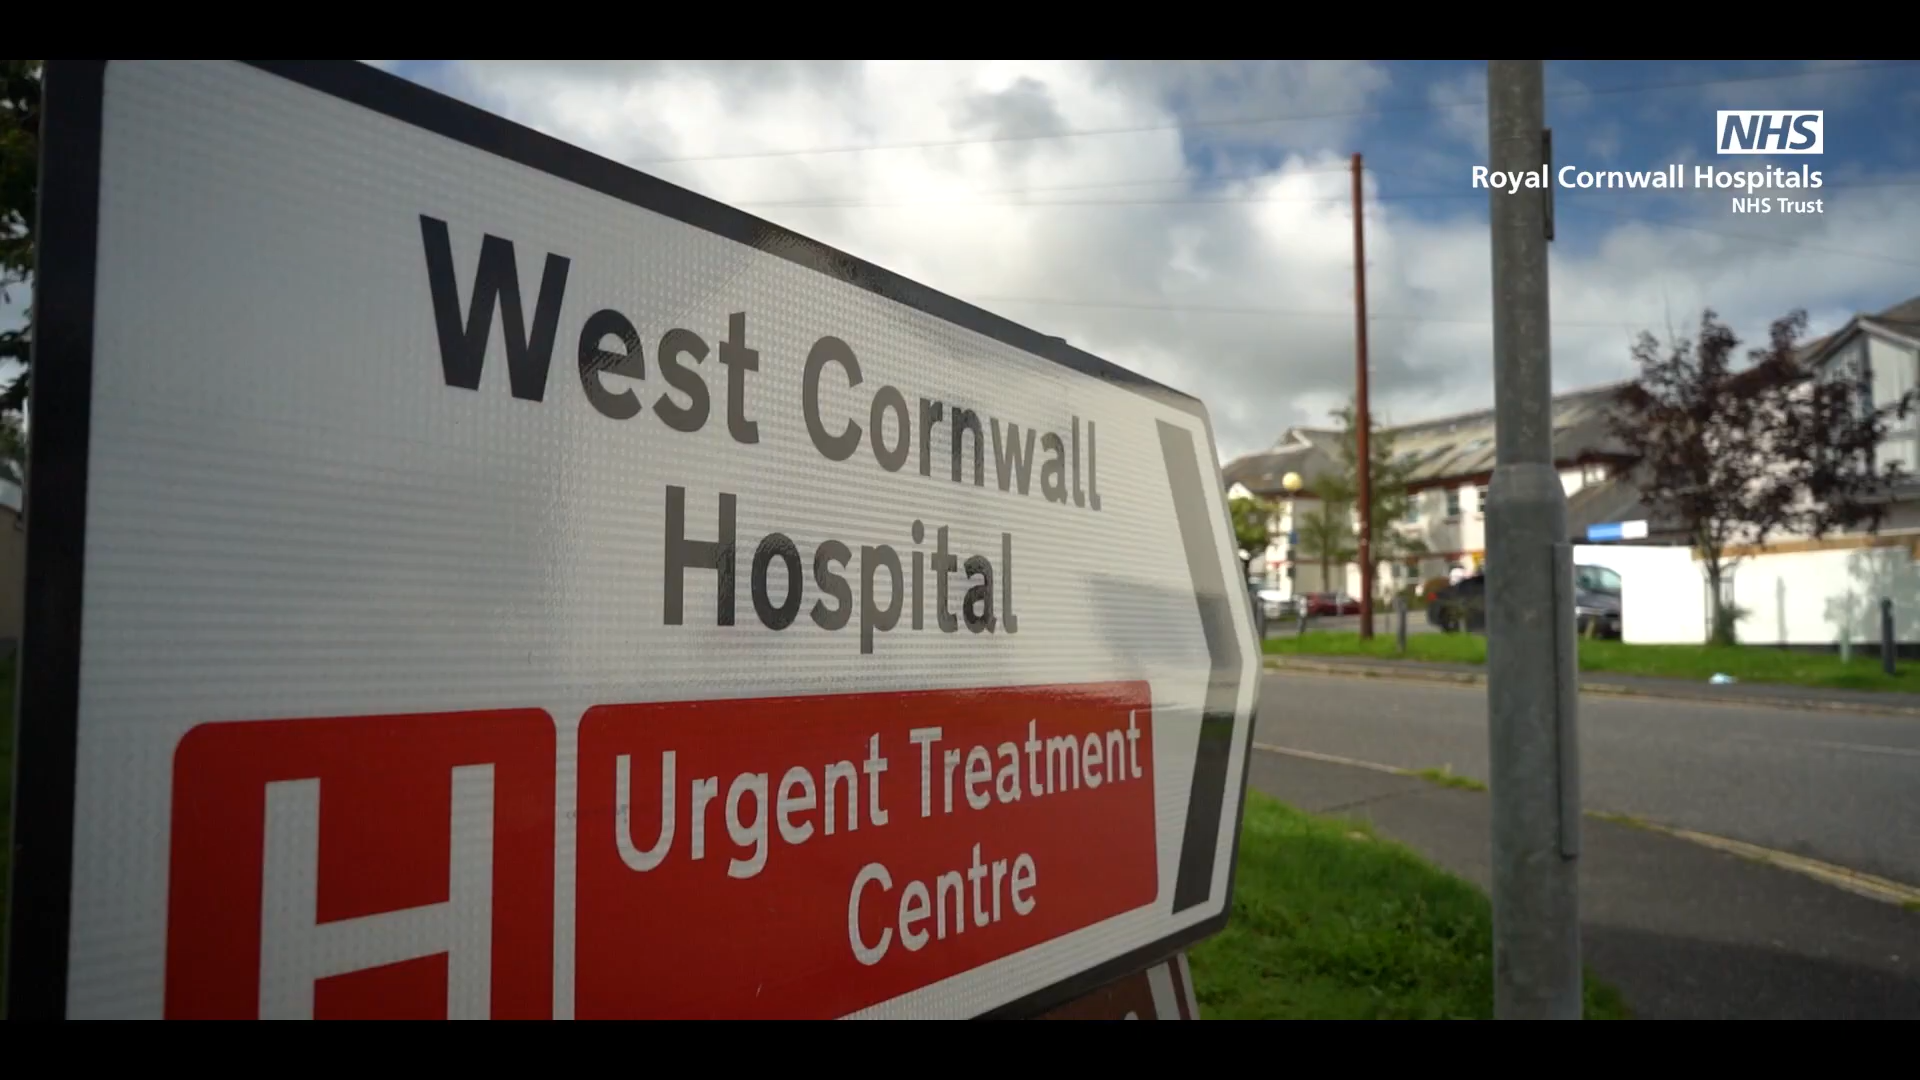 West Cornwall
Hospital
H
Urgent Treatment
Centre
NHS
Royal Cornwall Hospitals
NHS Trust